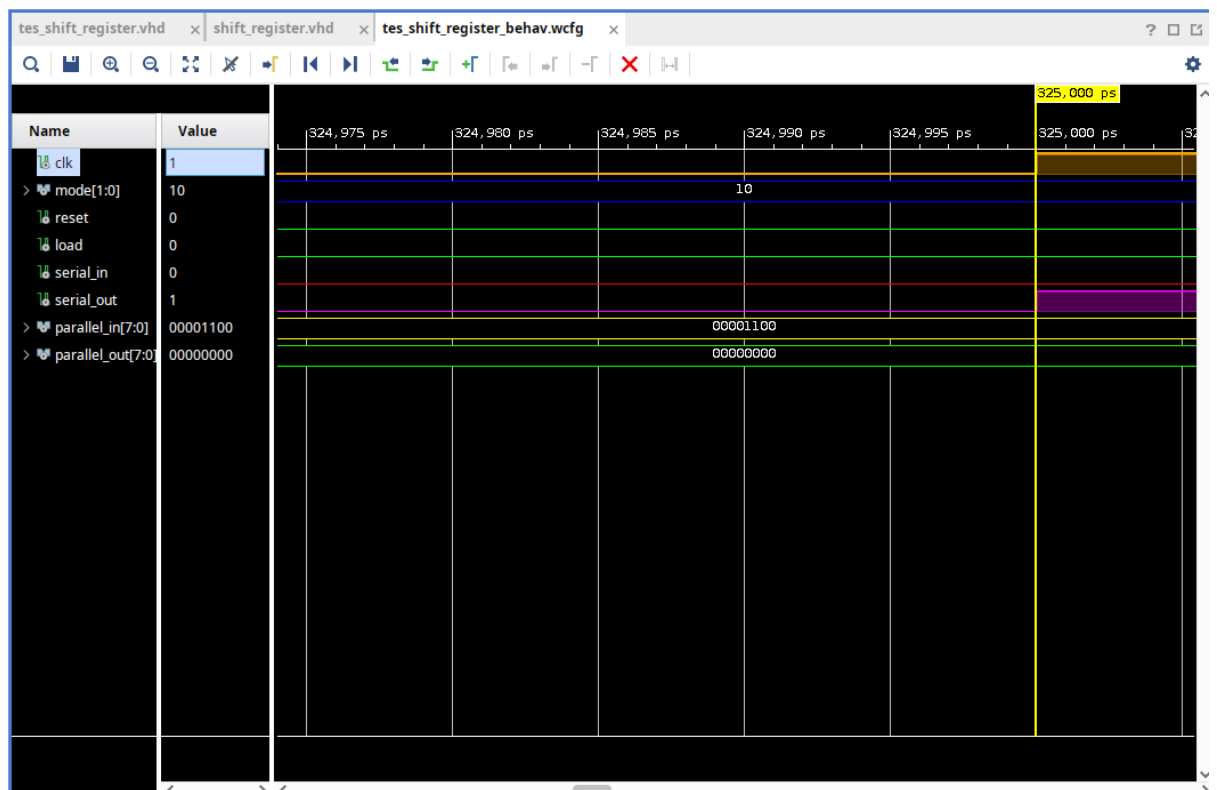 tes_shift_register.vhd × shift_register.vhd × tes_shift_register_behav.wcfg × ?
325,000 ps
Name Value 324,975 ps 324,980 ps 324,985 ps 324,990 ps 324,995 ps 325,000 ps 32
clk 1
mode[1:0] 10 10
reset 0
load 0
serial_in 0
serial_out 1
parallel_in[7:0] 00001100 00001100
parallel_out[7:0] 00000000 00000000